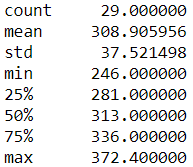 count 29.000000
mean 308.905956
std 37.521498
min 246.000000
25% 281.000000
50% 313.000000
75% 336.000000
max 372.400000